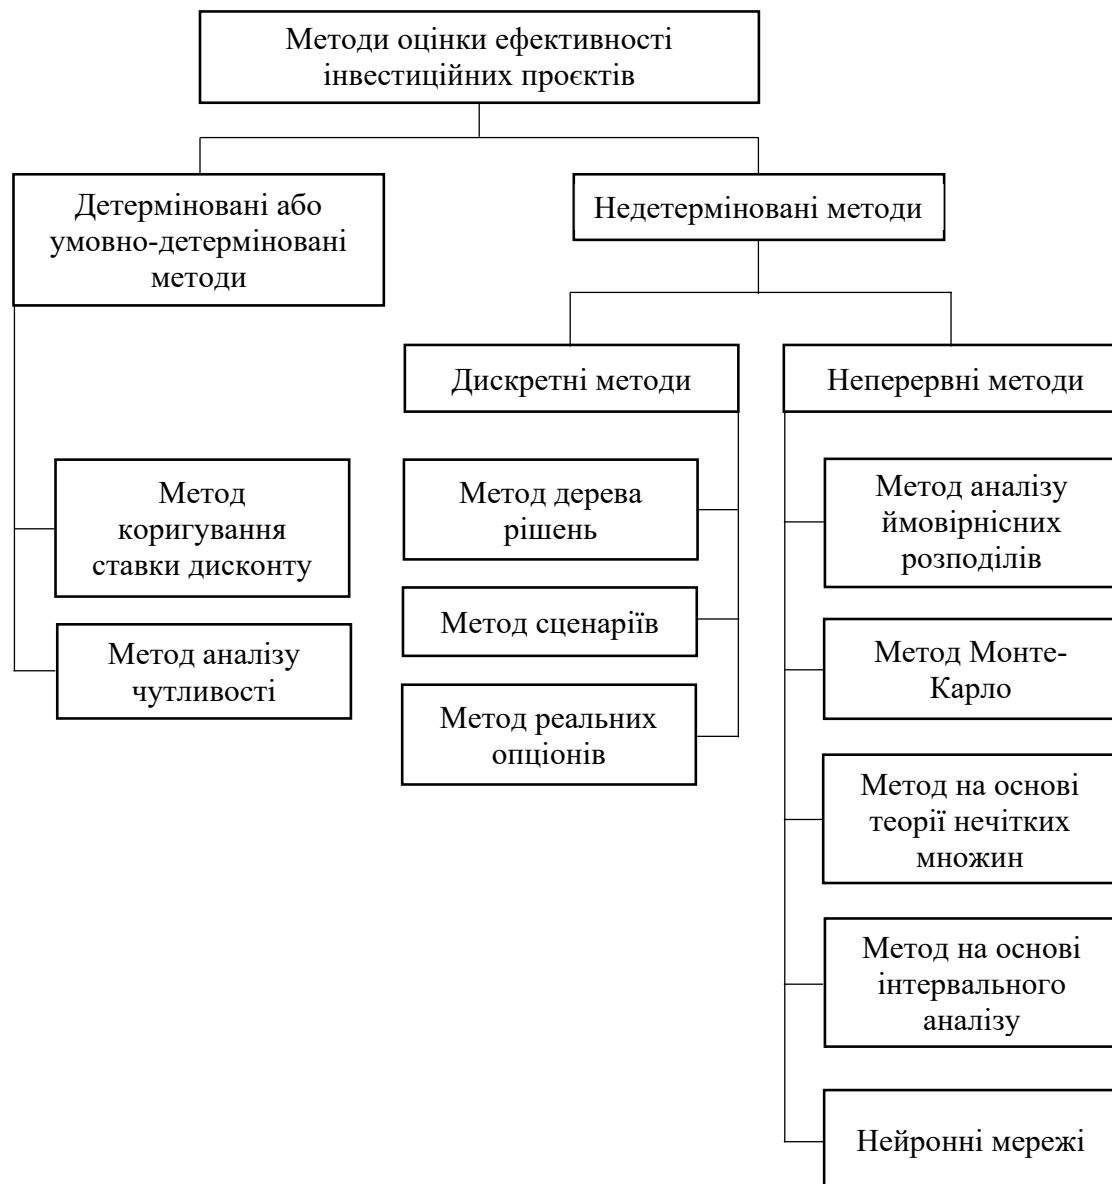 Методи оцінки ефективності
інвестиційних проєктів
Детерміновані або
умовно-детерміновані
методи
Недетерміновані методи
Дискретні методи
Неперервні методи
Метод
коригування
ставки дисконту
Метод аналізу
чутливості
Метод дерева
рішень
Метод сценаріїв
Метод реальних
опціонів
Метод аналізу
ймовірнісних
розподілів
Метод Монте-
Карло
Метод на основі
теорії нечітких
множин
Метод на основі
інтервального
аналізу
Нейронні мережі